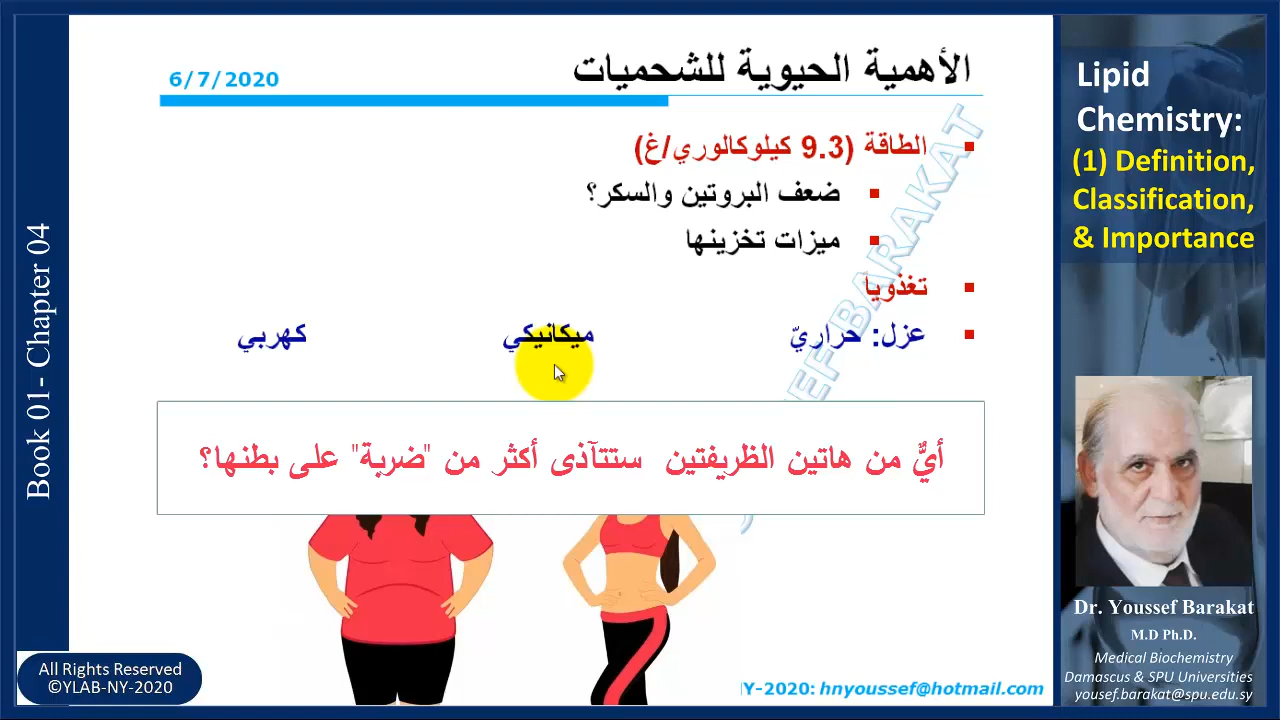 Book 01- Chapter 04
6/7/2020
الأهمية الحيوية للشحميات
الطاقة (9.3 كيلوكالوري/غ)
ضعف البروتين والسكر؟
ميزات تخزينها
تغذويا
عزل: حراريّ ميكانيكي كهربي
أيٌّ من هاتين الظريفتين ستتآذى أكثر من "ضربة" على بطنها؟
EF BARAKAT
Y-2020: hnyoussef@hotmail.com
All Rights Reserved
©YLAB-NY-2020
Lipid
Chemistry:
(1) Definition,
Classification,
& Importance
Dr. Youssef Barakat
M.D Ph.D.
Medical Biochemistry
Damascus & SPU Universities
yousef.barakat@spu.edu.sy